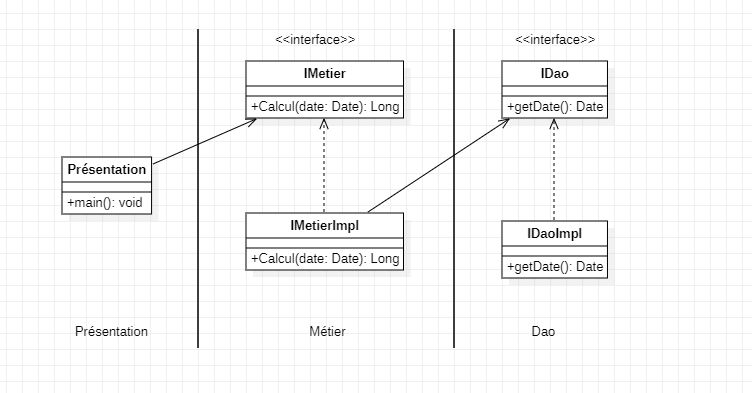 <<interface>>
<<interface>>
IMetier
+Calcul(date: Date): Long
IDao
+getDate(): Date
Présentation
+main(): void
IMetierImpl
+Calcul(date: Date): Long
IDaoImpl
+getDate(): Date
Présentation
Métier
Dao